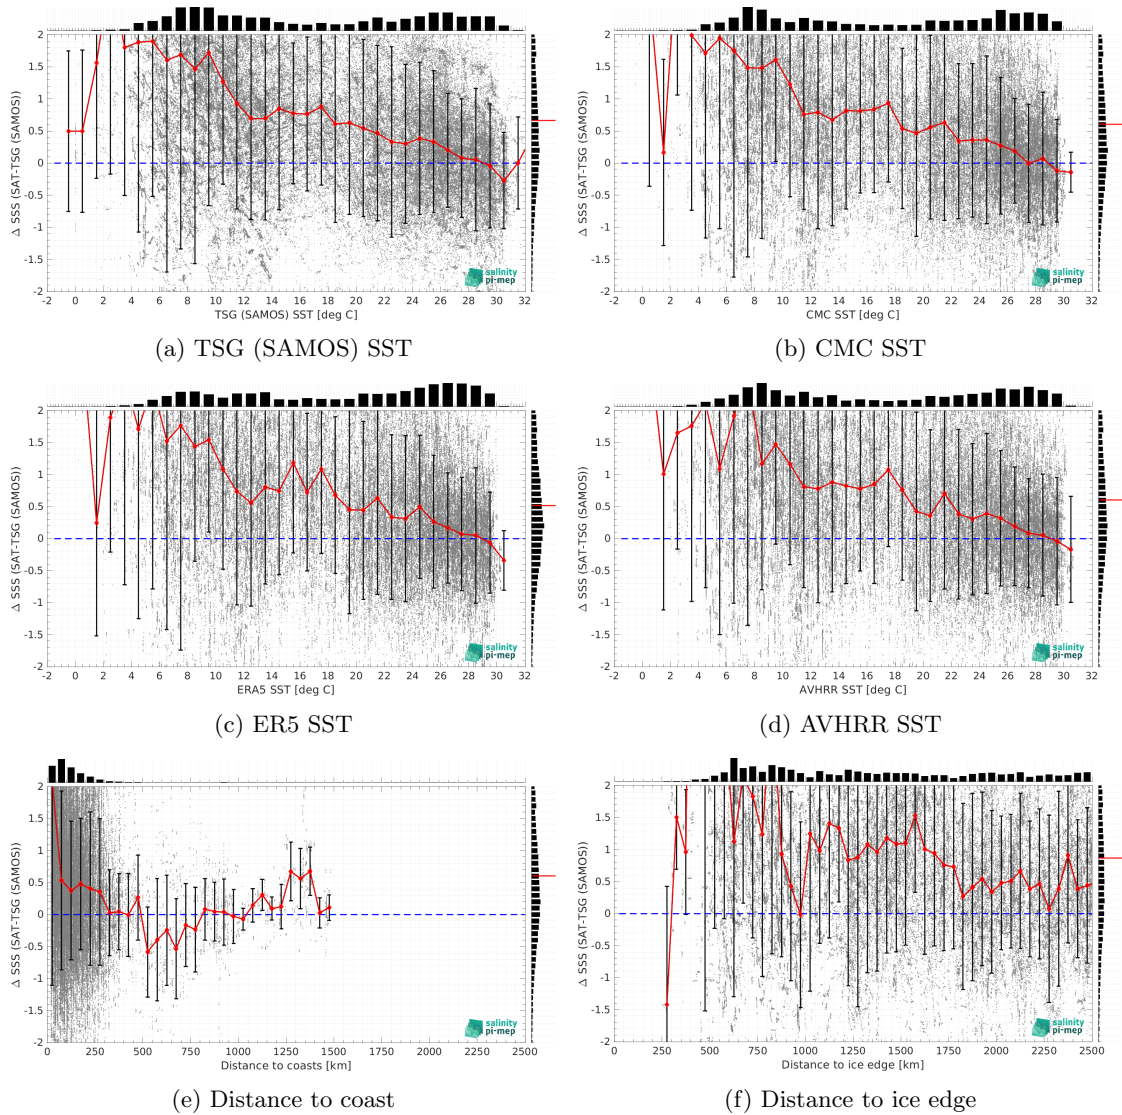 2
1.5
1
0.5
0
-0.5
-1
-1.5
-2
Δ SSS (SAT-TSG (SAMOS))
salinity
pi-mep
-2 0 2 4 6 8 10 12 14 16 18 20 22 24 26 28 30 32
TSG (SAMOS) SST [deg C]
(a) TSG (SAMOS) SST
2
1.5
1
0.5
0
-0.5
-1
-1.5
-2
Δ SSS (SAT-TSG (SAMOS))
salinity
pi-mep
-2 0 2 4 6 8 10 12 14 16 18 20 22 24 26 28 30 32
CMC SST [deg C]
(b) CMC SST
2
1.5
1
0.5
0
-0.5
-1
-1.5
-2
Δ SSS (SAT-TSG (SAMOS))
salinity
pi-mep
-2 0 2 4 6 8 10 12 14 16 18 20 22 24 26 28 30 32
ERA5 SST [deg C]
(c) ER5 SST
2
1.5
1
0.5
0
-0.5
-1
-1.5
-2
Δ SSS (SAT-TSG (SAMOS))
salinity
pi-mep
-2 0 2 4 6 8 10 12 14 16 18 20 22 24 26 28 30 32
AVHRR SST [deg C]
(d) AVHRR SST
2
1.5
1
0.5
0
-0.5
-1
-1.5
-2
Δ SSS (SAT-TSG (SAMOS))
salinity
pi-mep
0 250 500 750 1000 1250 1500 1750 2000 2250 2500
Distance to coasts [km]
(e) Distance to coast
2
1.5
1
0.5
0
-0.5
-1
-1.5
-2
Δ SSS (SAT-TSG (SAMOS))
salinity
pi-mep
0 250 500 750 1000 1250 1500 1750 2000 2250 2500
Distance to ice edge [km]
(f) Distance to ice edge